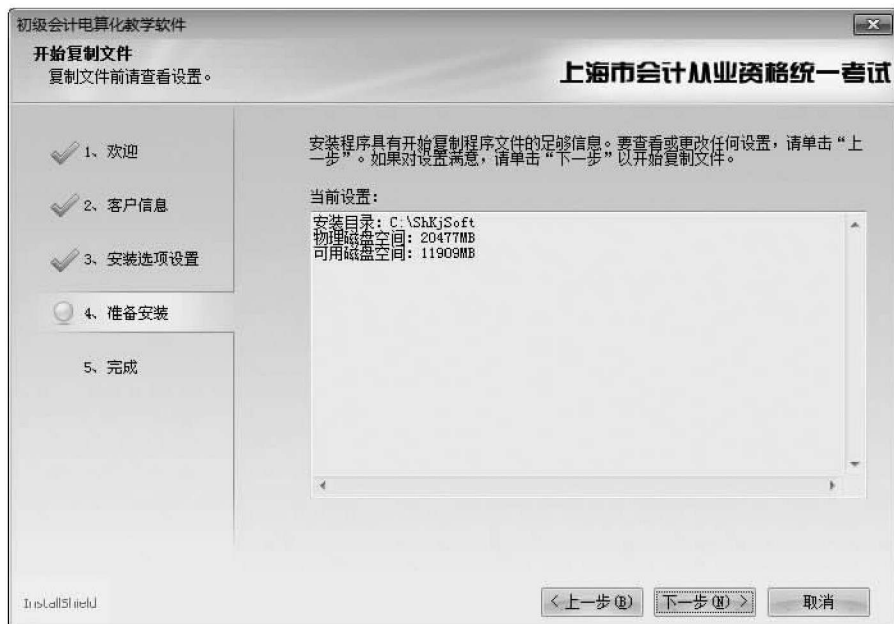 初级会计电算化教学软件
开始复制文件
复制文件前请查看设置。
上海市会计从业资格统一考试
1、欢迎
2、客户信息
3、安装选项设置
4、准备安装
5、完成
安装程序具有开始复制程序文件的足够信息。要查看或更改任何设置，请单击“上
一步”。如果对设置满意，请单击“下一步”以开始复制文件。
当前设置：
安装目录：C:\ShKjSoft
物理磁盘空间：20477MB
可用磁盘空间：11909MB
InstallShield
<上一步(B)
下一步(N)>
取消